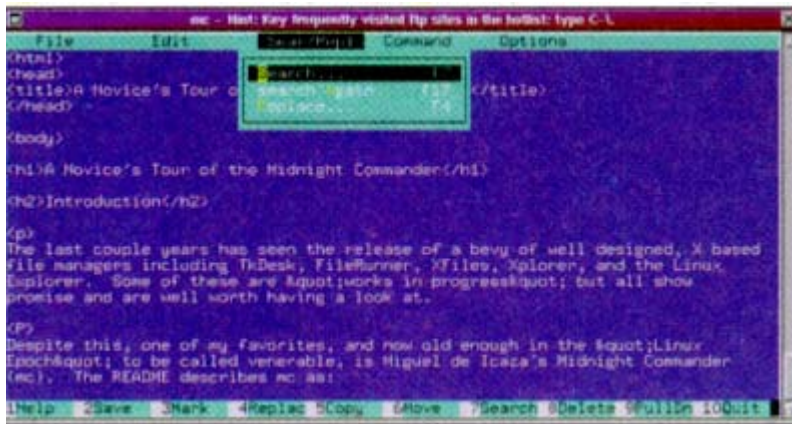 mc - Hint: Key frequently visited ftp sites in the hotlist: type C-\.
File Edit Sear/Repl Command Options
<html>
<head>
<title>A Novice's Tour o </title>
</head>
Search... F7
search again F17
Replace... F4
<body>
<h1>A Novice's Tour of the Midnight Commander</h1>
<h2>Introduction</h2>
<p>
The last couple years has seen the release of a bevy of well designed, X based
file managers including TkDesk, FileRunner, XFiles, Xplorer, and the Linux
Explorer. Some of these are &quot;works in progress&quot; but all show
promise and are well worth having a look at.
<P>
Despite this, one of my favorites, and now old enough in the &quot;Linux
Epoch&quot; to be called venerable, is Miguel de Icaza's Midnight Commander
(mc). The README describes mc as:
1Help 2Save 3Mark 4Replac 5Copy 6Move 7Search 8Delete 9PullDn 10Quit